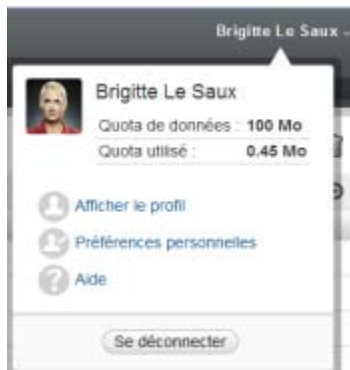 Brigitte Le Saux
Brigitte Le Saux
Quota de données : 100 Mo
Quota utilisé : 0.45 Mo
Afficher le profil
Préférences personnelles
Aide
Se déconnecter